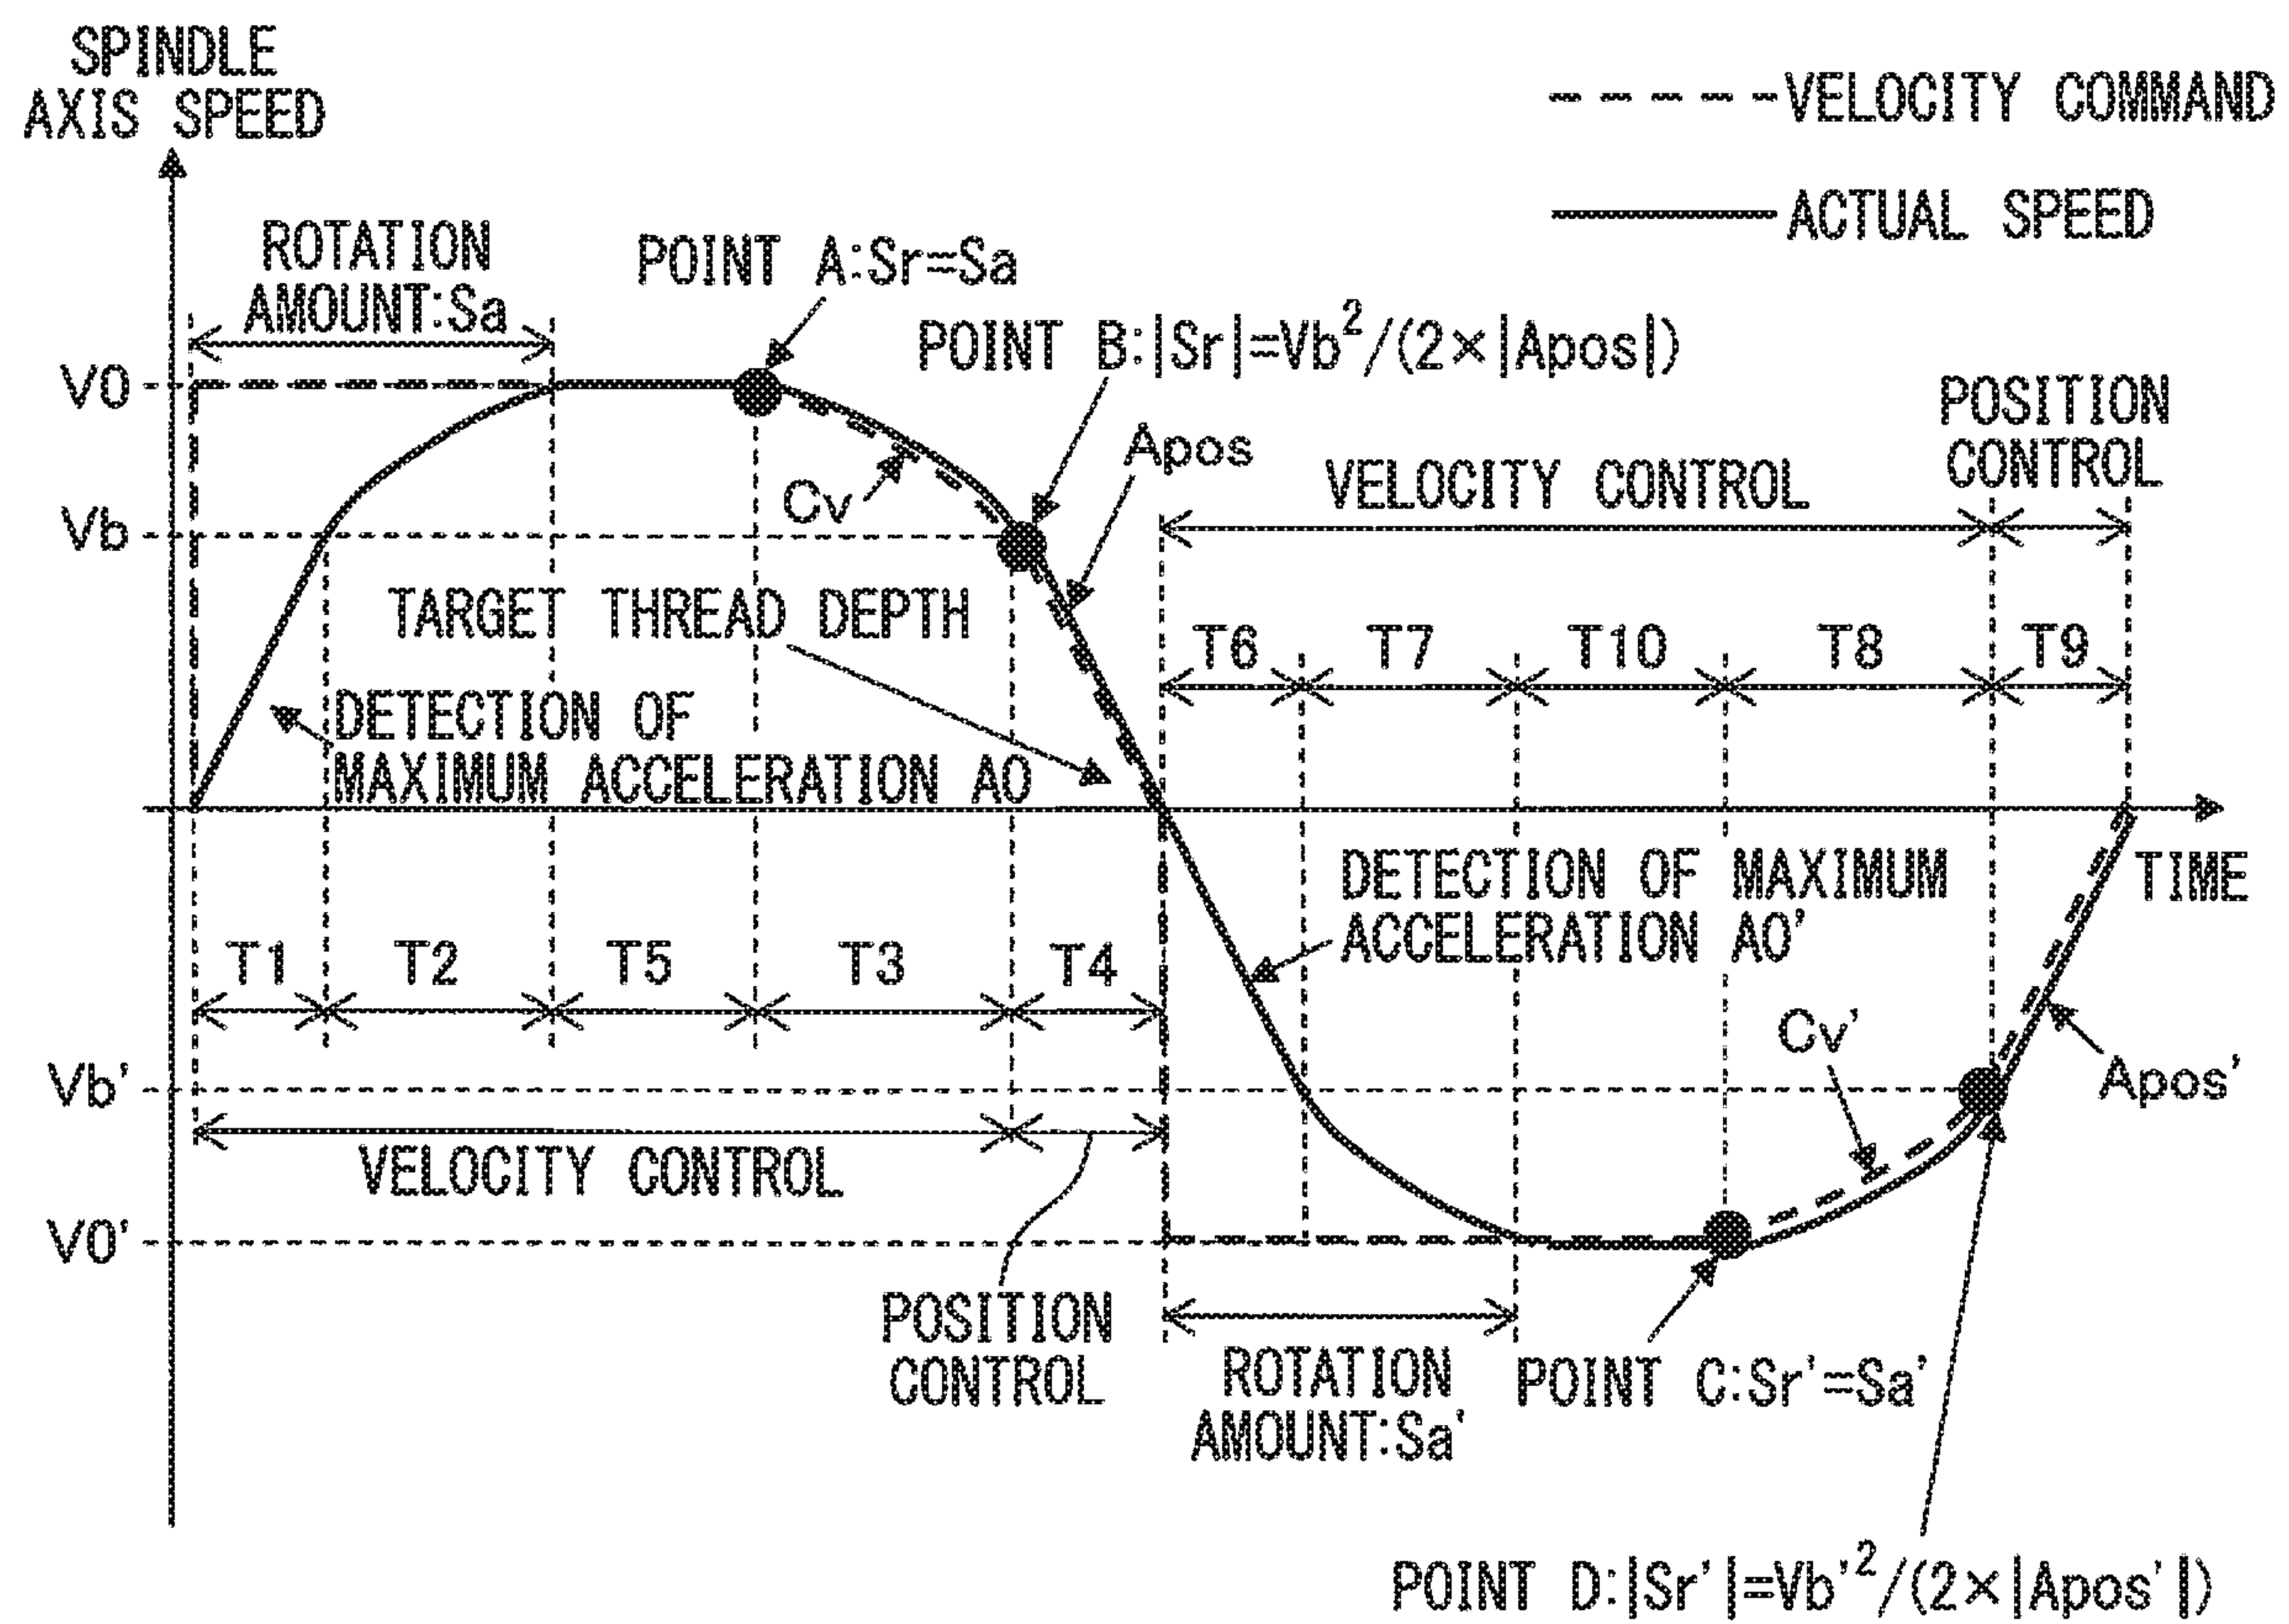 SPINDLE
AXIS SPEED
VELOCITY COMMAND
ACTUAL SPEED
ROTATION
AMOUNT:Sa
POINT A:Sr=Sa
POINT B:|Sr|=Vb²/(2×|Apos|)
V0
POSITION
CONTROL
Apos
VELOCITY CONTROL
Cv
Vb
TARGET THREAD DEPTH
T6 T7 T10 T8 T9
DETECTION OF
MAXIMUM ACCELERATION A0
DETECTION OF MAXIMUM
ACCELERATION A0'
TIME
T1 T2 T5 T3 T4
Cv'
Vb'
Apos'
VELOCITY CONTROL
V0'
POSITION
CONTROL
ROTATION
AMOUNT:Sa'
POINT C:Sr'=Sa'
POINT D:|Sr'|=Vb'²/(2×|Apos'|)